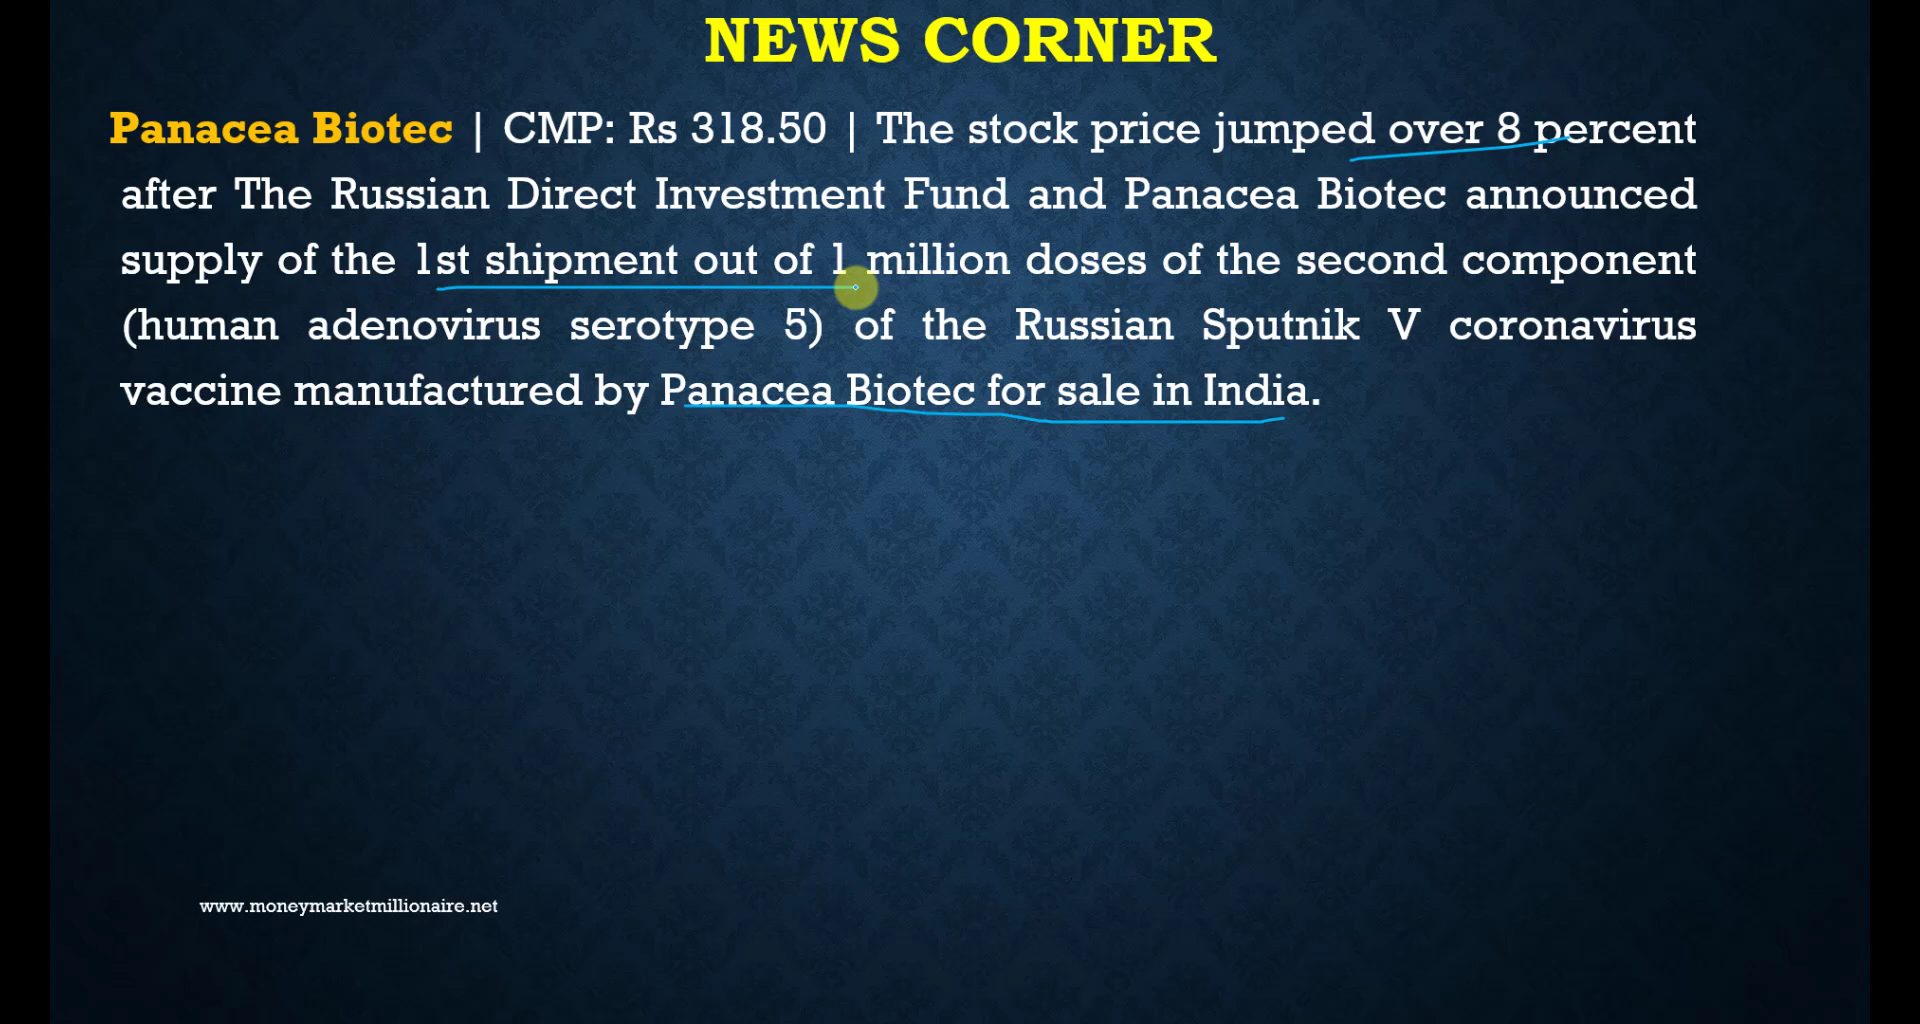 NEWS CORNER
Panacea Biotec | CMP: Rs 318.50 | The stock price jumped over 8 percent
after The Russian Direct Investment Fund and Panacea Biotec announced
supply of the 1st shipment out of 1 million doses of the second component
(human adenovirus serotype 5) of the Russian Sputnik V coronavirus
vaccine manufactured by Panacea Biotec for sale in India.
www.moneymarketmillionaire.net